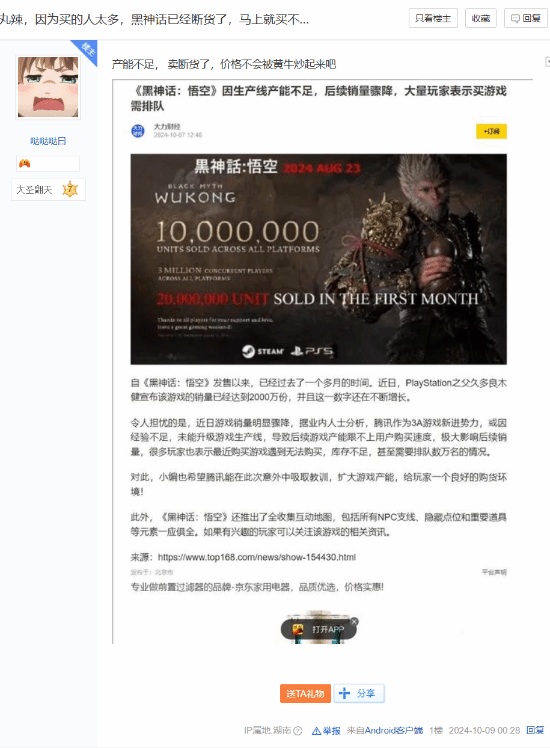 丸辣，因为买的人太多，黑神话已经断货了，马上就买不...
只看楼主
收藏
回复
楼主
哒哒哒曰
大圣翻天
7
产能不足， 卖断货了，价格不会被黄牛炒起来吧
《黑神话：悟空》因生产线产能不足，后续销量骤降，大量玩家表示买游戏
需排队
大力财经
2024-10-07 12:46
+订阅
黑神話:悟空 2024 AUG 23
BLACK MYTH
WUKONG
10,000,000
UNITS SOLD ACROSS ALL PLATFORMS
3 MILLION CONCURRENT PLAYERS
ACROSS ALL PLATFORMS
20,000,000 UNIT SOLD IN THE FIRST MONTH
Thanks to all players for your support and love.
Have a great gaming weekend!
STEAM PS5
自《黑神话：悟空》发售以来，已经过去了一个多月的时间。近日，PlayStation之父久多良木
健宣布该游戏的销量已经达到2000万份，并且这一数字还在不断增长。
令人担忧的是，近日游戏销量明显骤降，据业内人士分析，腾讯作为3A游戏新进势力，或因
经验不足，未能升级游戏生产线，导致后续游戏产能跟不上用户购买速度，极大影响后续销
量，很多玩家也表示最近购买游戏遇到无法购买，库存不足，甚至需要排队数万名的情况。
对此，小编也希望腾讯能在此次意外中吸取教训，扩大游戏产能，给玩家一个良好的购货环
境！
此外，《黑神话：悟空》还推出了全收集互动地图，包括所有NPC支线、隐藏点位和重要道具
等元素一应俱全。如果有兴趣的玩家可以关注该游戏的相关资讯。
来源：https://www.top168.com/news/show-154430.html
发布于：北京市
平台声明
专业做前置过滤器的品牌-京东家用电器，品质优选，价格实惠!
打开APP
送TA礼物
分享
IP属地:湖南
举报
来自Android客户端
1楼
2024-10-09 00:28
回复